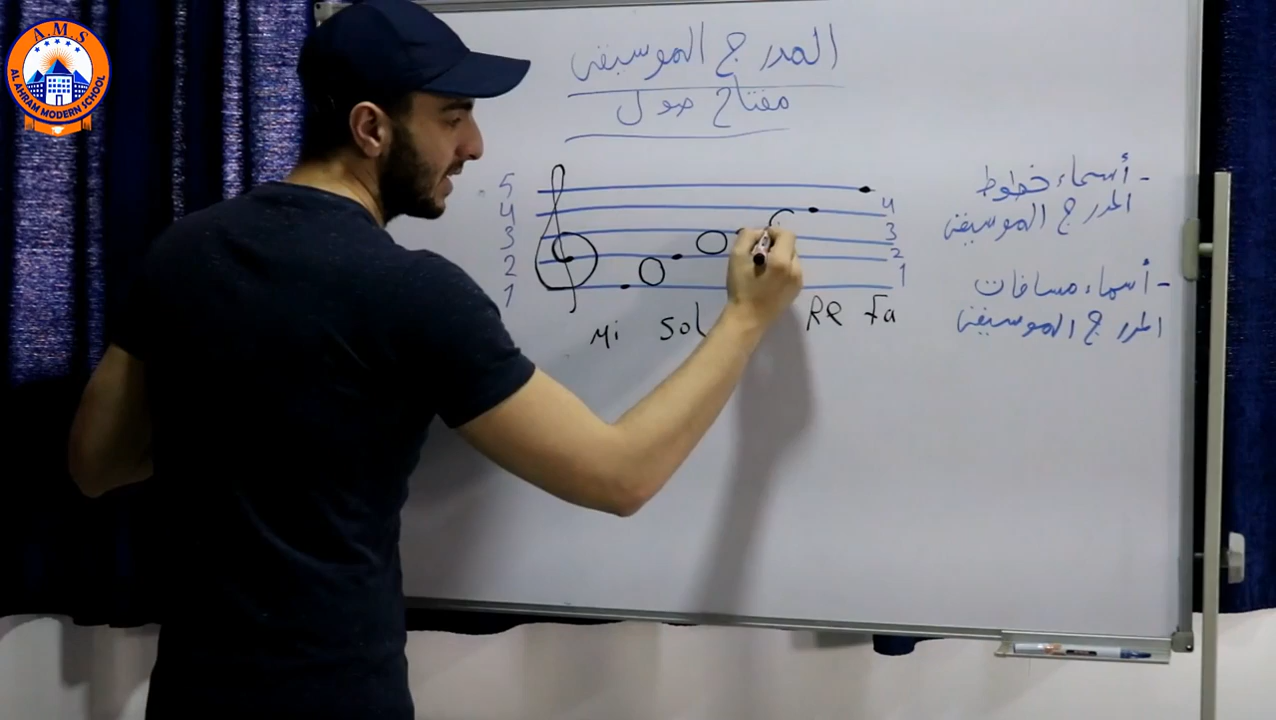 A.M.S
AL AHRAM MODERN SCHOOL
المدرج الموسيقي
مفتاح صول
5
4
3
2
1
4
3
2
1
Mi Sol Re Fa
- أسماء خطوط
المدرج الموسيقي
- أسماء مسافات
المدرج الموسيقي